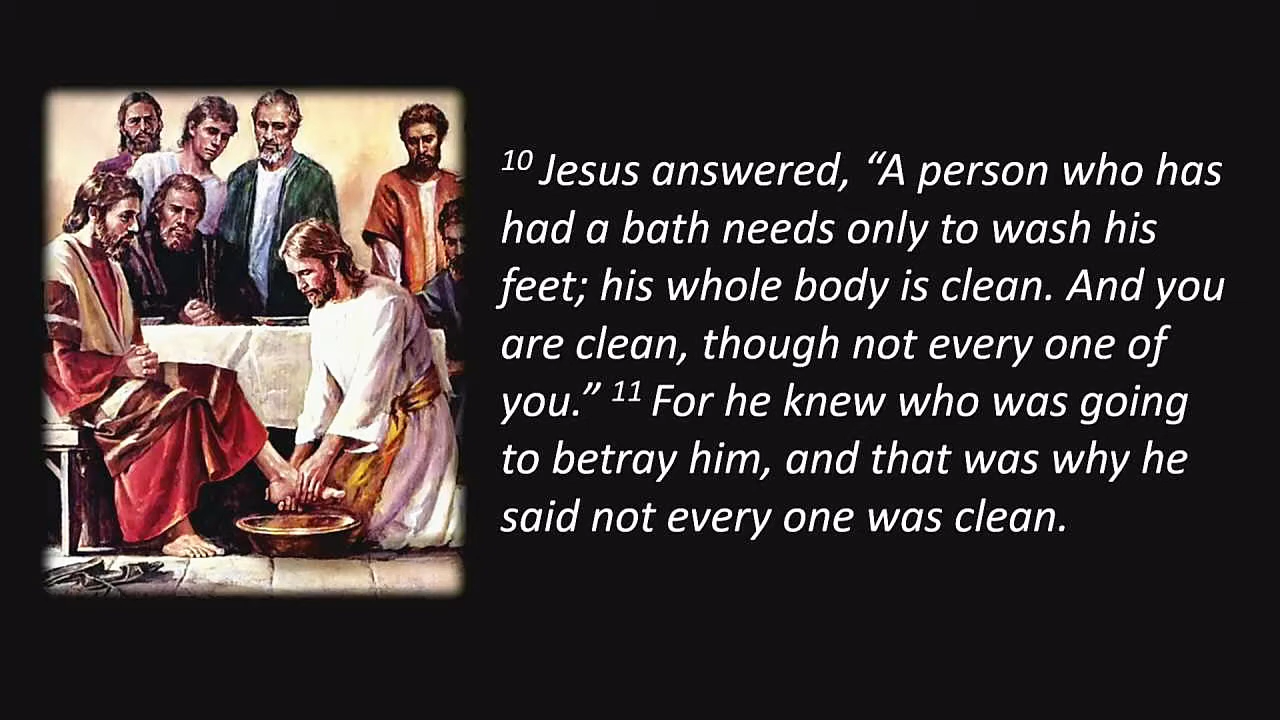 10 Jesus answered, “A person who has
had a bath needs only to wash his
feet; his whole body is clean. And you
are clean, though not every one of
you.” 11 For he knew who was going
to betray him, and that was why he
said not every one was clean.